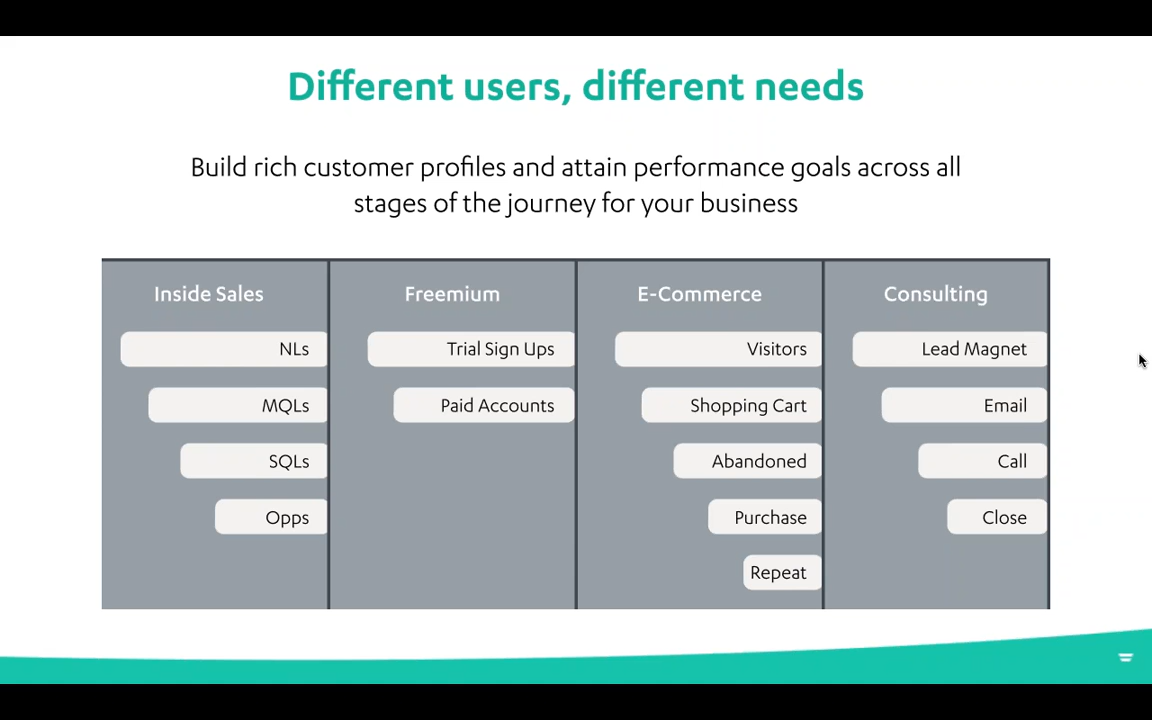 Different users, different needs
Build rich customer profiles and attain performance goals across all
stages of the journey for your business
Inside Sales
NLs
MQLs
SQLs
Opps
Freemium
Trial Sign Ups
Paid Accounts
E-Commerce
Visitors
Shopping Cart
Abandoned
Purchase
Repeat
Consulting
Lead Magnet
Email
Call
Close